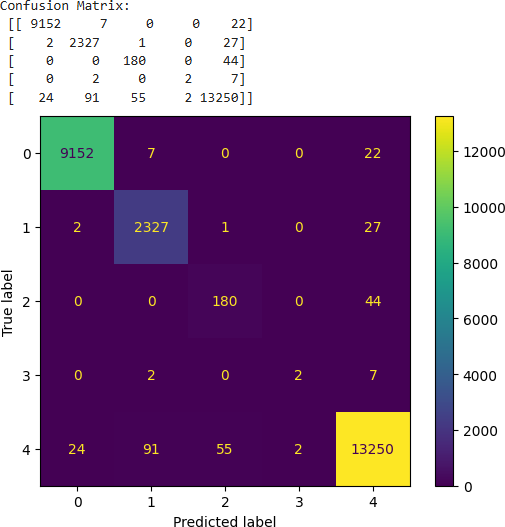 Confusion Matrix:
[[ 9152 7 0 0 22]
[ 2 2327 1 0 27]
[ 0 0 180 0 44]
[ 0 2 0 2 7]
[ 24 91 55 2 13250]]
0 9152 7 0 0 22
1 2 2327 1 0 27
2 0 0 180 0 44
3 0 2 0 2 7
4 24 91 55 2 13250
0 1 2 3 4
True label
Predicted label
12000
10000
8000
6000
4000
2000
0